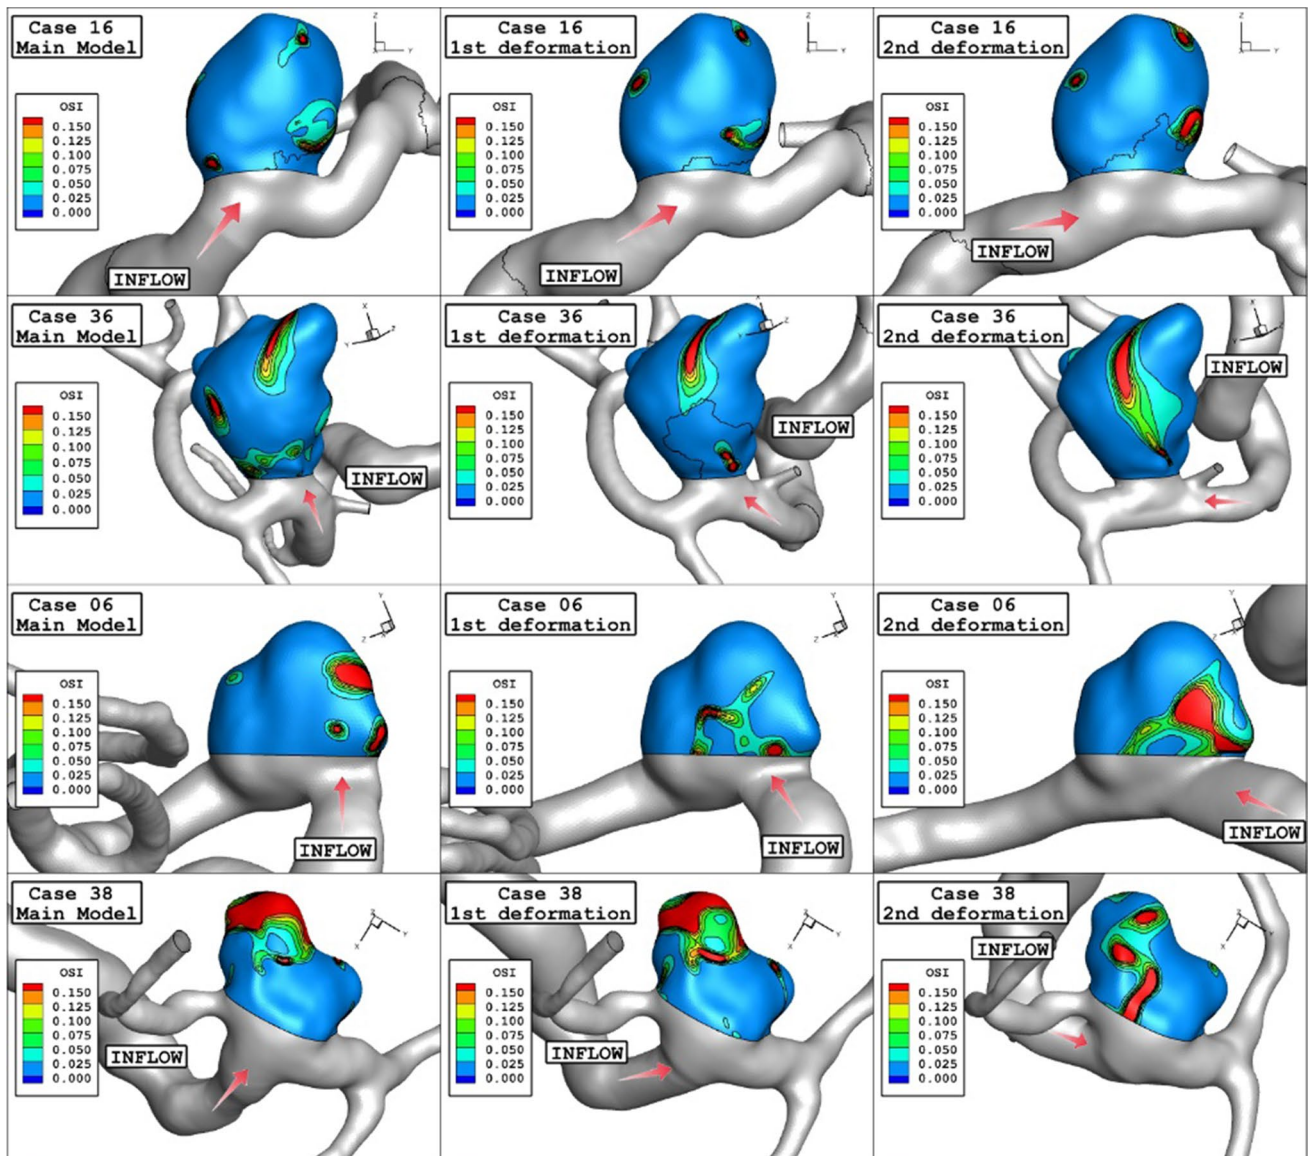 Case 16
Main Model
OSI
0.150
0.125
0.100
0.075
0.050
0.025
0.000
INFLOW
Z
X
Y
Case 16
1st deformation
OSI
0.150
0.125
0.100
0.075
0.050
0.025
0.000
INFLOW
Z
Y
Case 16
2nd deformation
OSI
0.150
0.125
0.100
0.075
0.050
0.025
0.000
INFLOW
Z
Y
Case 36
Main Model
OSI
0.150
0.125
0.100
0.075
0.050
0.025
0.000
INFLOW
X
Y
Z
Case 36
1st deformation
OSI
0.150
0.125
0.100
0.075
0.050
0.025
0.000
INFLOW
X
Y
Z
Case 36
2nd deformation
OSI
0.150
0.125
0.100
0.075
0.050
0.025
0.000
INFLOW
X
Y
Z
Case 06
Main Model
OSI
0.150
0.125
0.100
0.075
0.050
0.025
0.000
INFLOW
Y
Z
X
Case 06
1st deformation
OSI
0.150
0.125
0.100
0.075
0.050
0.025
0.000
INFLOW
Y
Z
Case 06
2nd deformation
OSI
0.150
0.125
0.100
0.075
0.050
0.025
0.000
INFLOW
Y
Z
Case 38
Main Model
OSI
0.150
0.125
0.100
0.075
0.050
0.025
0.000
INFLOW
Z
X
Y
Case 38
1st deformation
OSI
0.150
0.125
0.100
0.075
0.050
0.025
0.000
INFLOW
Z
X
Y
Case 38
2nd deformation
OSI
0.150
0.125
0.100
0.075
0.050
0.025
0.000
INFLOW
Z
X
Y